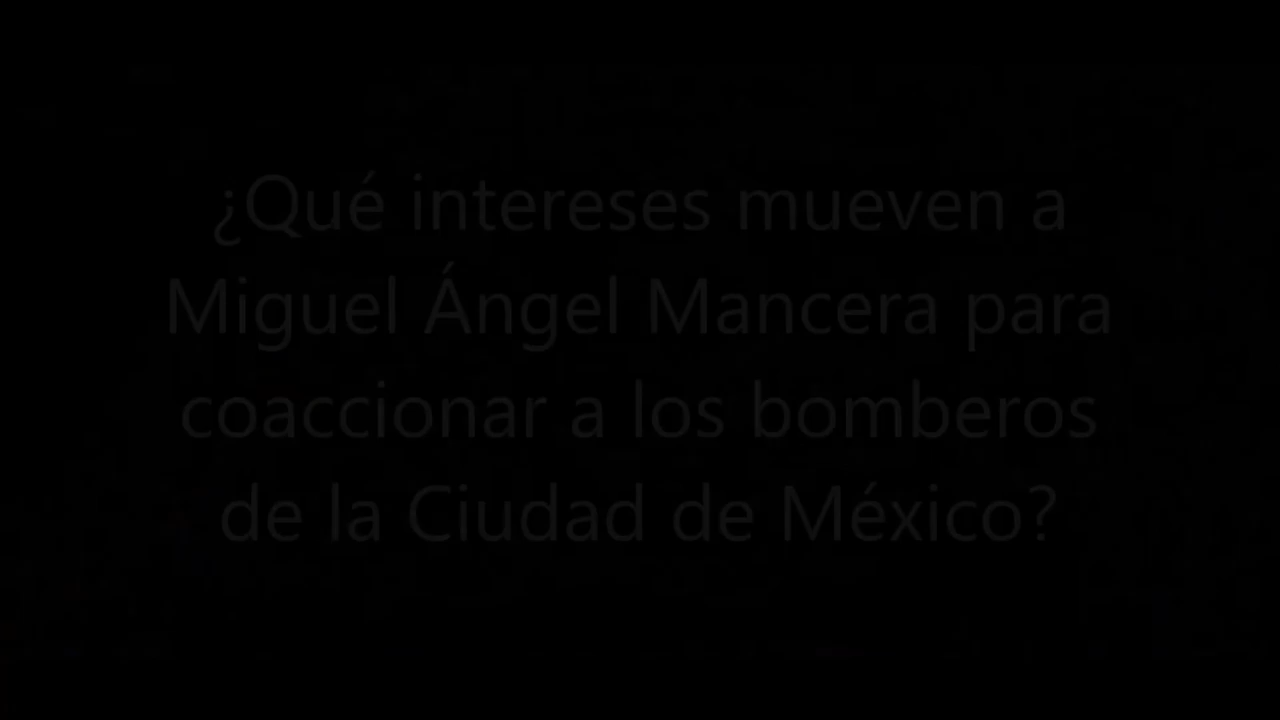 ¿Qué intereses mueven a
Miguel Ángel Mancera para
coaccionar a los bomberos
de la Ciudad de México?